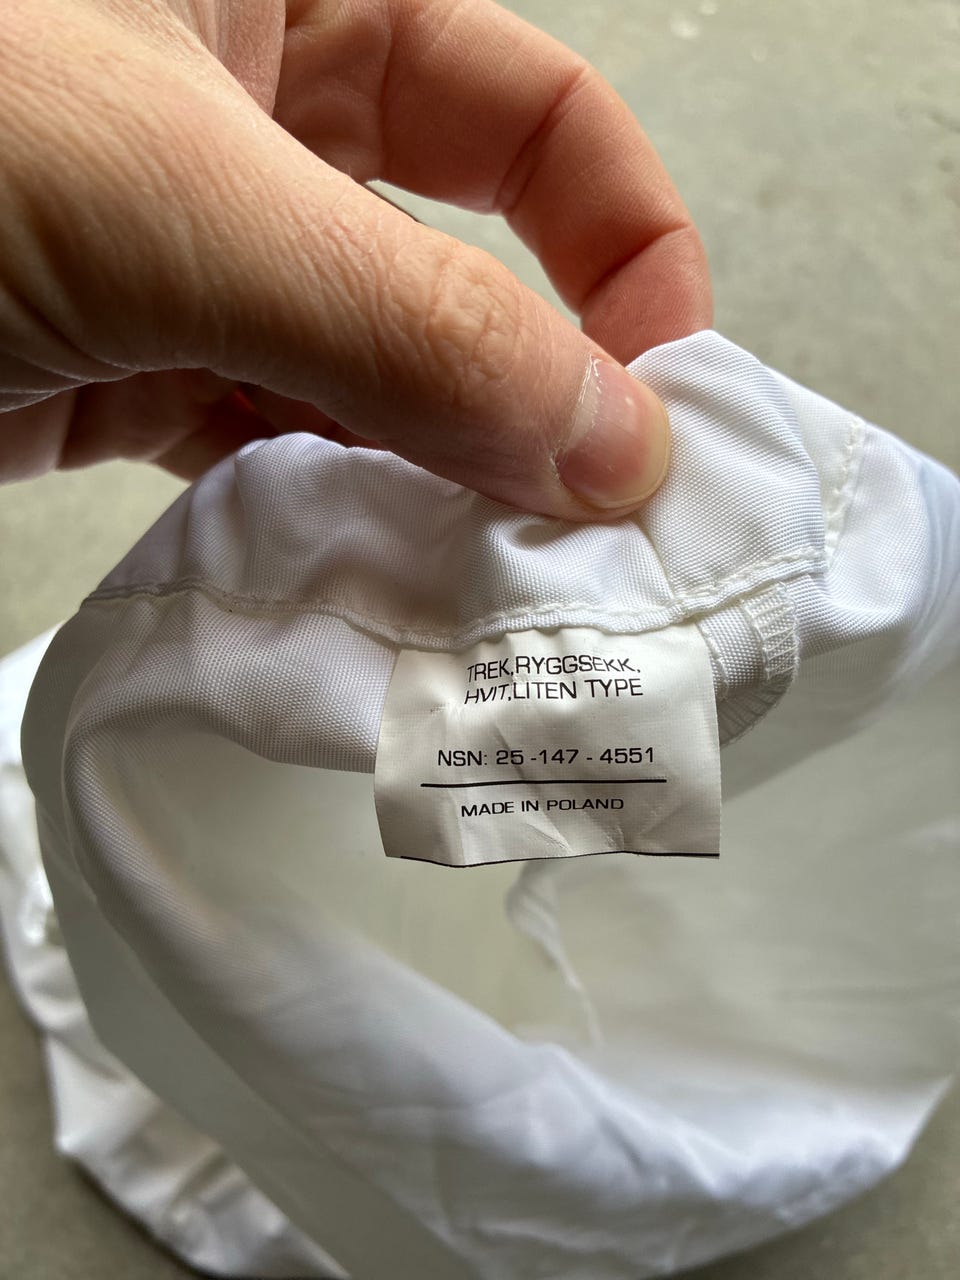 TREK,RYGGSEKK,
HVIT,LITEN TYPE
NSN: 25 -147 - 4551
MADE IN POLAND